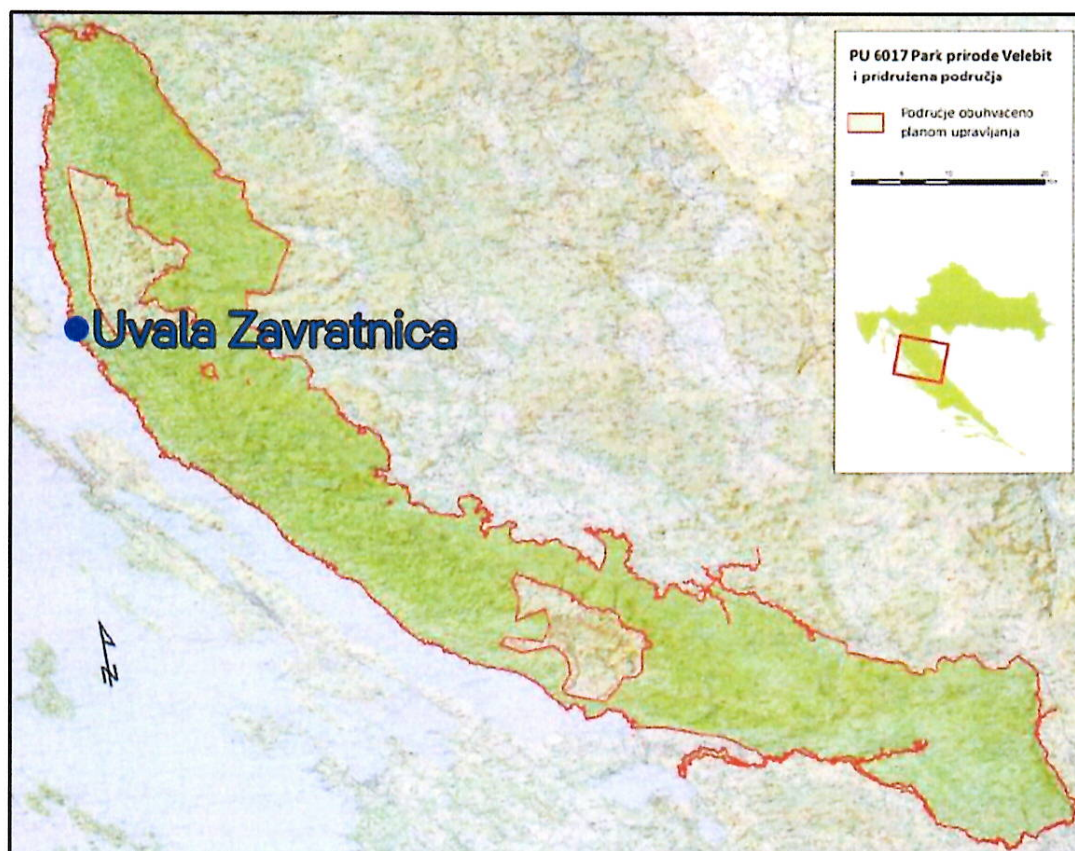 PU 6017 Park prirode Velebit
i pridružena područja
Područje obuhvaćeno
planom upravljanja
Uvala Zavratnica
N